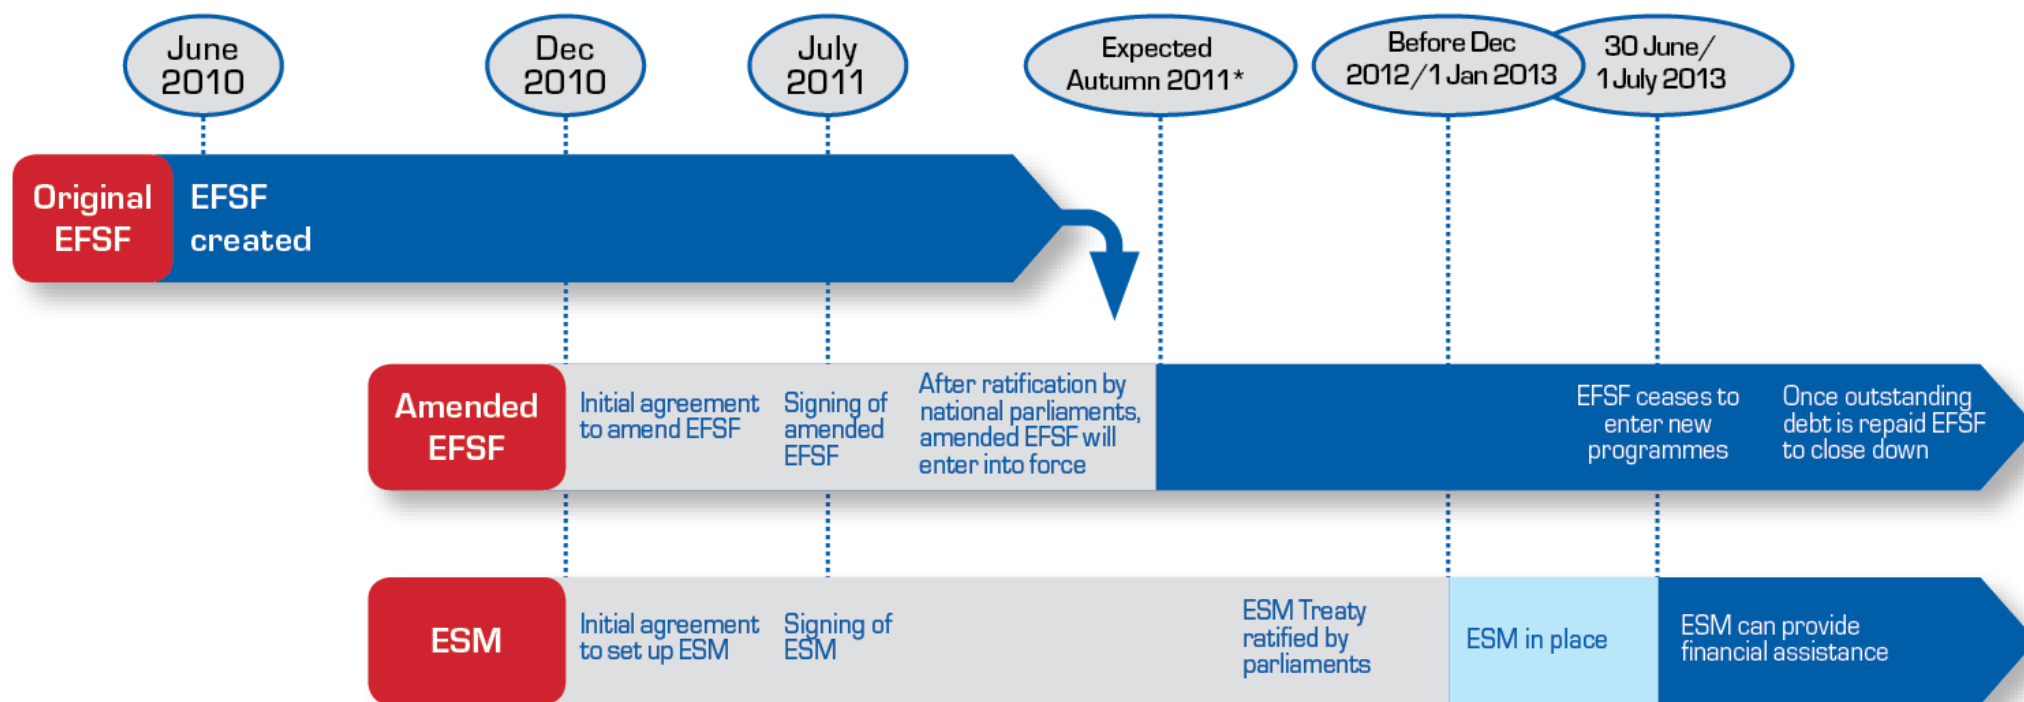 June
2010
Dec
2010
July
2011
Expected
Autumn 2011*
Before Dec
2012/1 Jan 2013
30 June/
1 July 2013
Original
EFSF
EFSF
created
Amended
EFSF
Initial agreement
to amend EFSF
Signing of
amended
EFSF
After ratification by
national parliaments,
amended EFSF will
enter into force
EFSF ceases to
enter new
programmes
Once outstanding
debt is repaid EFSF
to close down
ESM
Initial agreement
to set up ESM
Signing of
ESM
ESM Treaty
ratified by
parliaments
ESM in place
ESM can provide
financial assistance